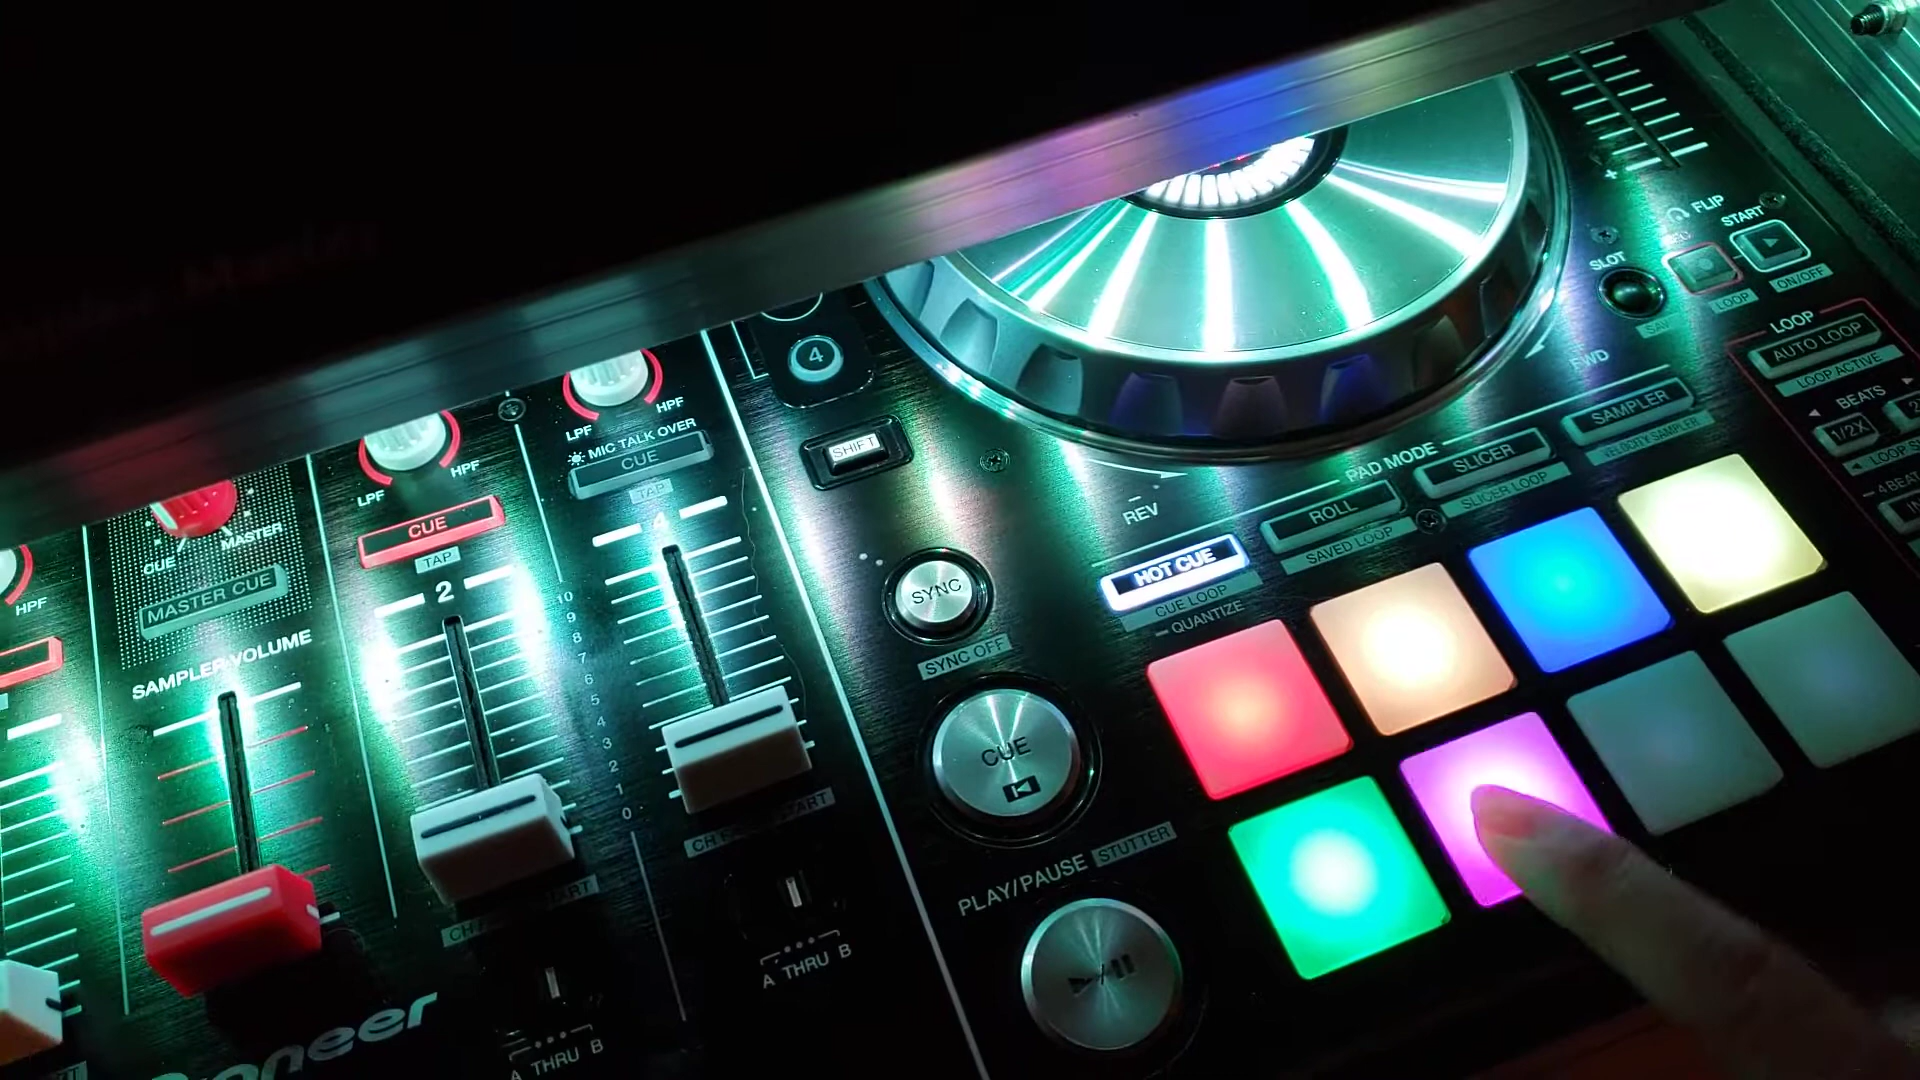 FLIP
START
SLOT
LOOP
ON/OFF
LOOP
AUTO LOOP
LOOP ACTIVE
BEATS
1/2X
4
HPF
LPF
MIC TALK OVER
CUE
TAP
SHIFT
FWD
SAMPLER
VELOCITY SAMPLER
PAD MODE
SLICER
SLICER LOOP
REV
ROLL
SAVED LOOP
HOT CUE
CUE LOOP
QUANTIZE
HPF
LPF
CUE
TAP
2
4
MASTER
CUE
MASTER CUE
HPF
SAMPLER VOLUME
10
9
8
7
6
5
4
3
2
1
0
SYNC
SYNC OFF
CUE
PLAY/PAUSE STUTTER
A THRU B
A THRU B